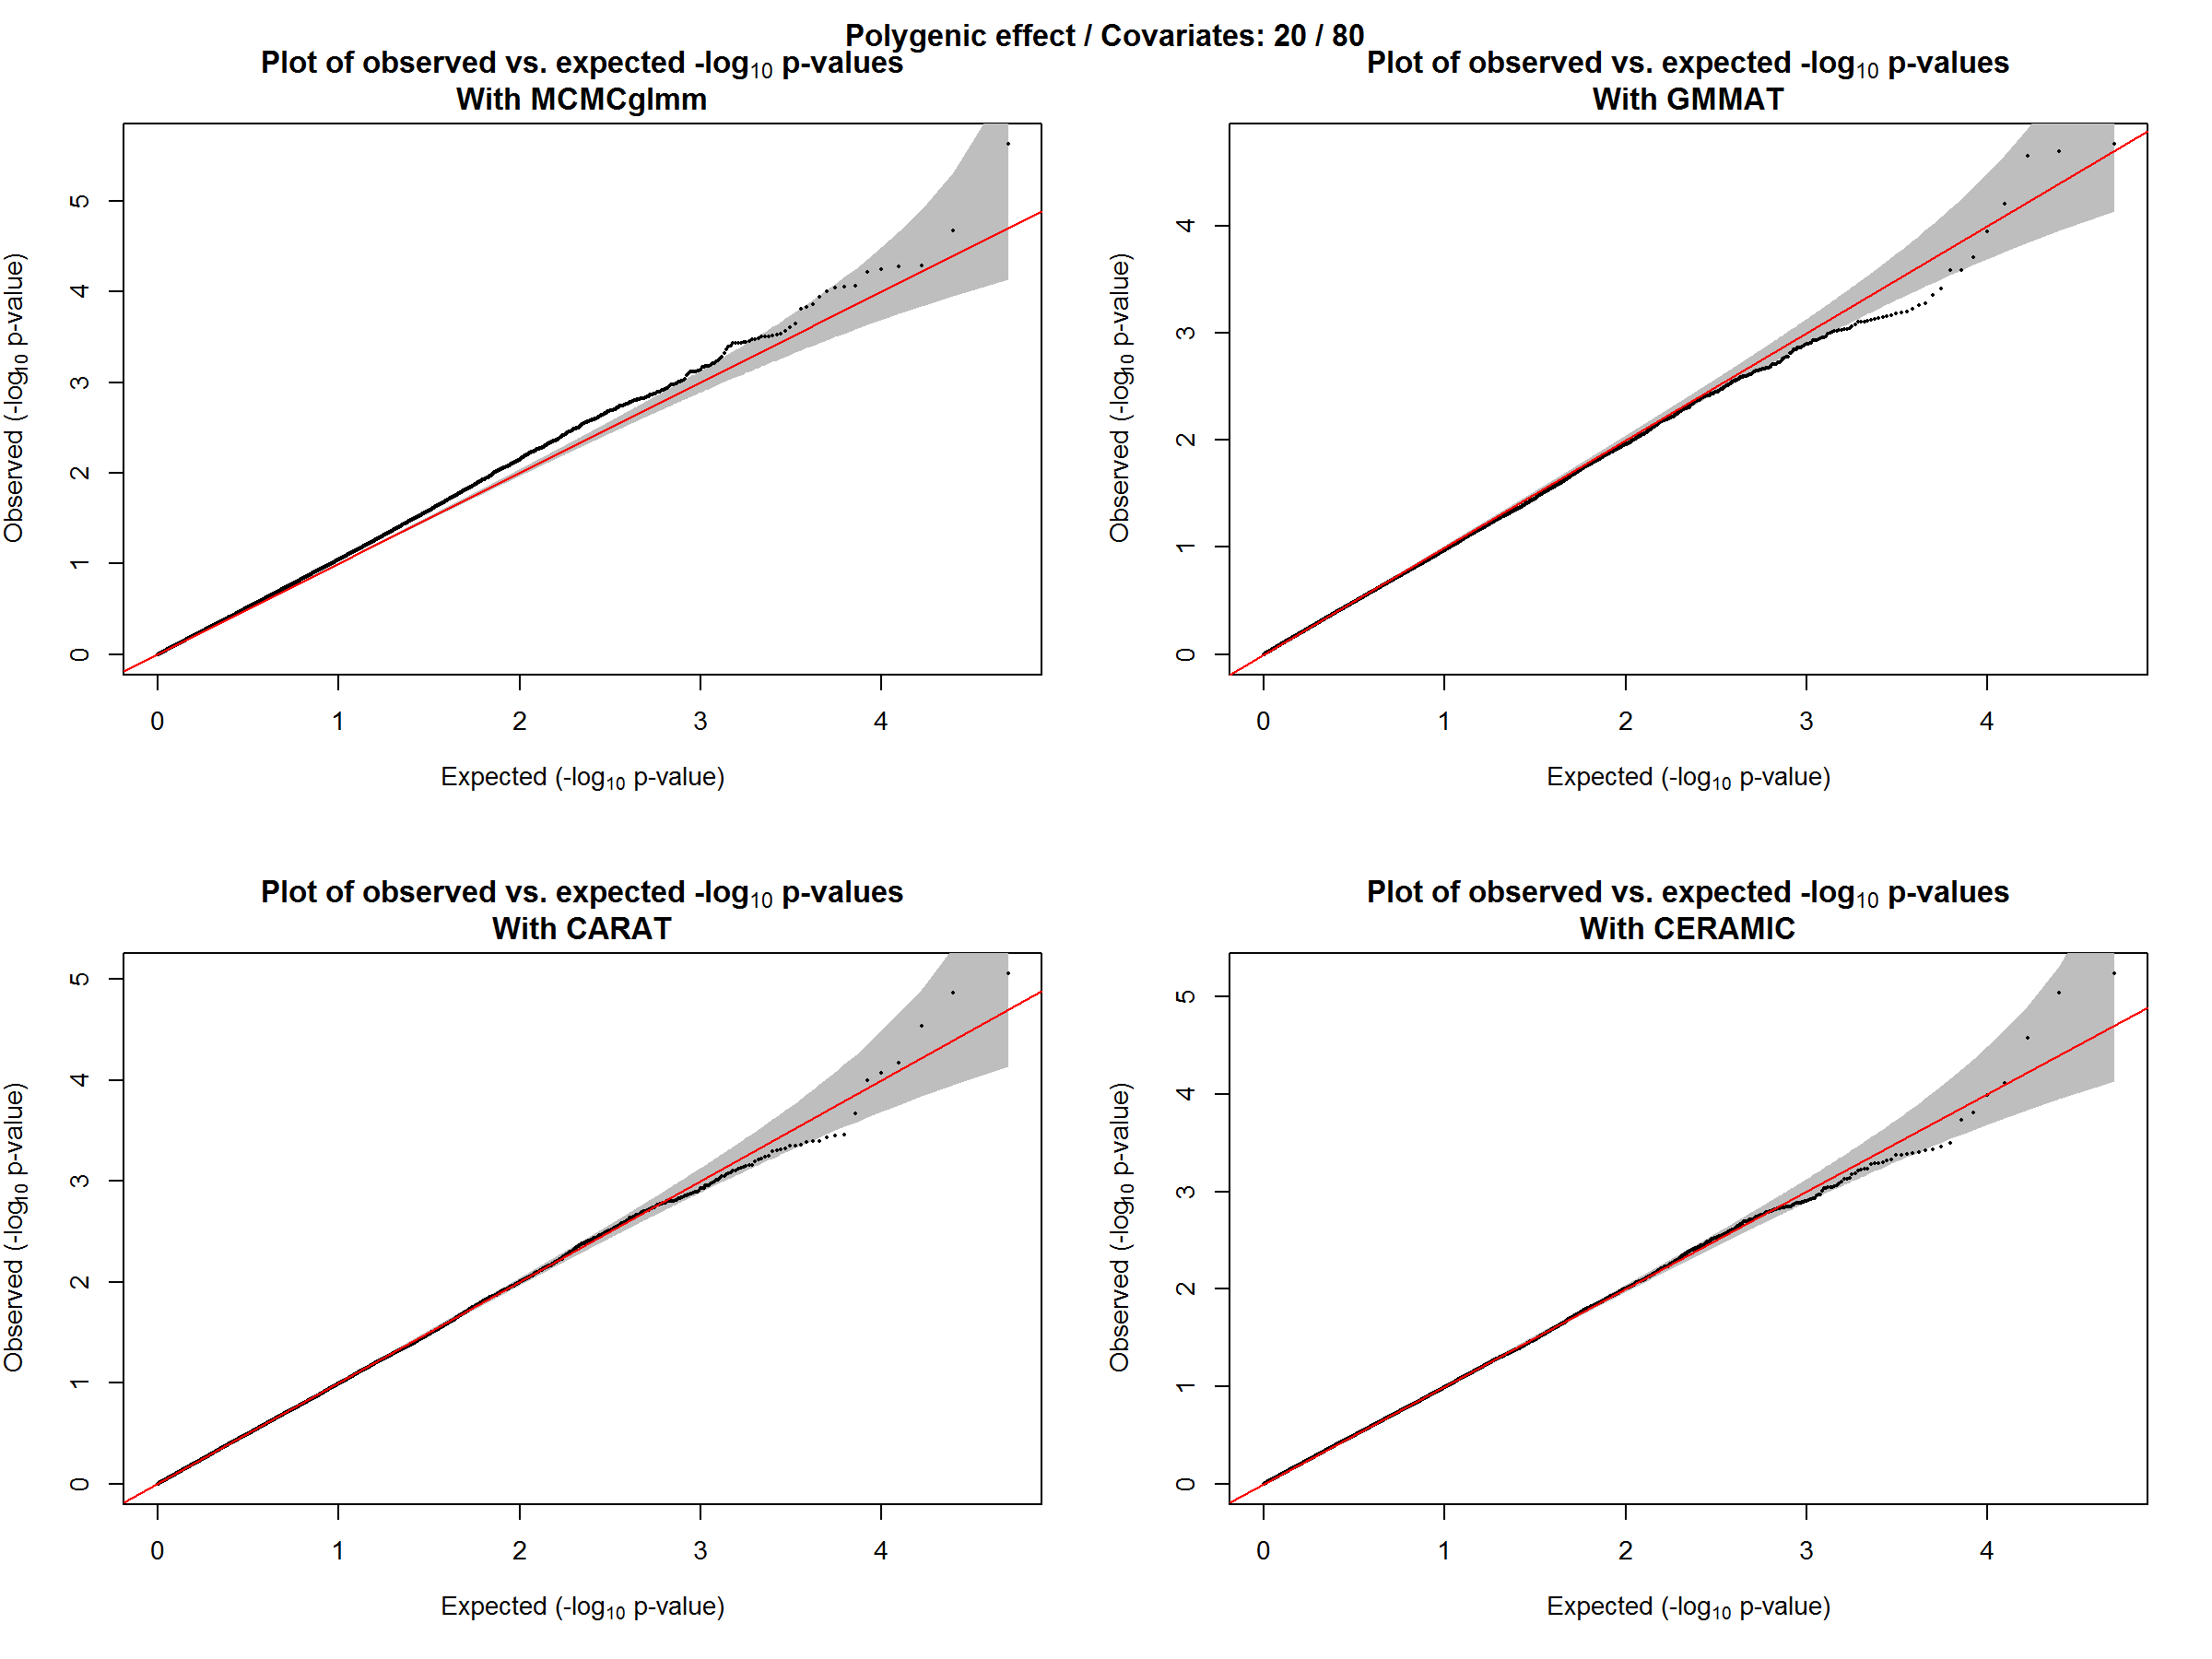 Polygenic effect / Covariates: 20 / 80
Plot of observed vs. expected -log10 p-values
With MCMCglmm
Observed (-log10 p-value)
5
4
3
2
1
0
0 1 2 3 4
Expected (-log10 p-value)
Plot of observed vs. expected -log10 p-values
With GMMAT
Observed (-log10 p-value)
4
3
2
1
0
0 1 2 3 4
Expected (-log10 p-value)
Plot of observed vs. expected -log10 p-values
With CARAT
Observed (-log10 p-value)
5
4
3
2
1
0
0 1 2 3 4
Expected (-log10 p-value)
Plot of observed vs. expected -log10 p-values
With CERAMIC
Observed (-log10 p-value)
5
4
3
2
1
0
0 1 2 3 4
Expected (-log10 p-value)